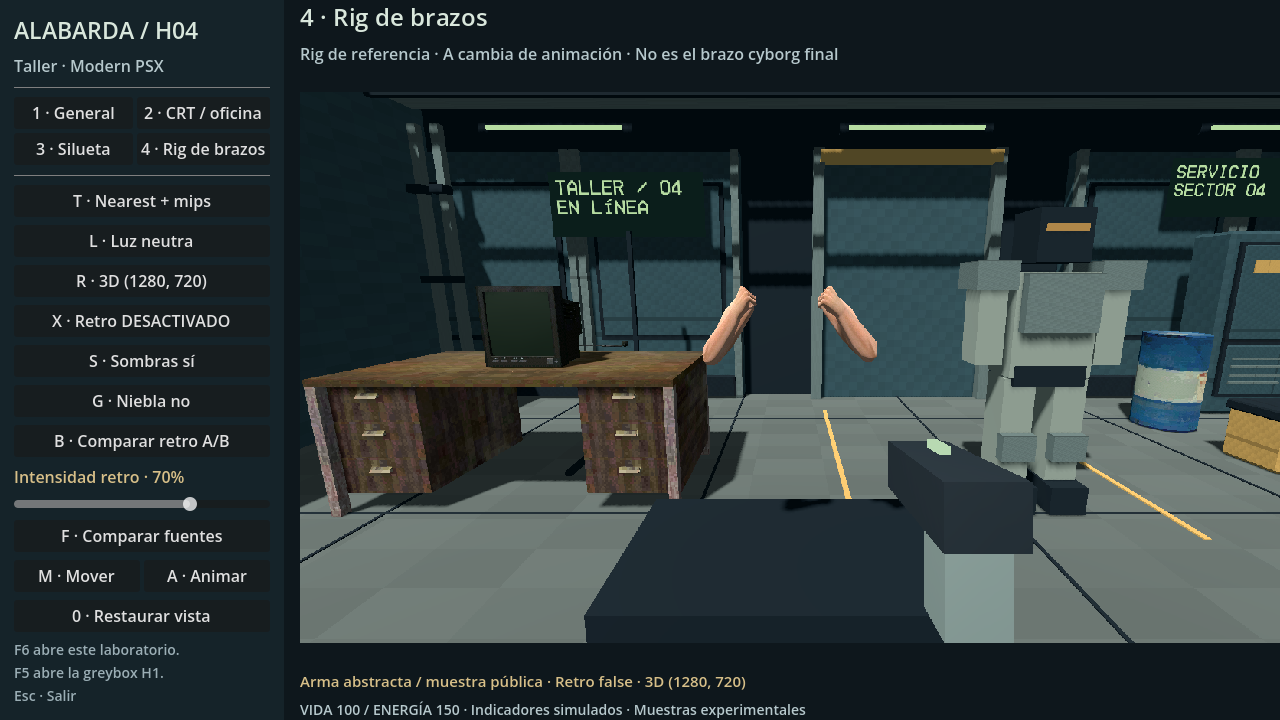 ALABARDA / H04
Taller · Modern PSX
1 · General
2 · CRT / oficina
3 · Silueta
4 · Rig de brazos
T · Nearest + mips
L · Luz neutra
R · 3D (1280, 720)
X · Retro DESACTIVADO
S · Sombras sí
G · Niebla no
B · Comparar retro A/B
Intensidad retro · 70%
F · Comparar fuentes
M · Mover
A · Animar
0 · Restaurar vista
F6 abre este laboratorio.
F5 abre la greybox H1.
Esc · Salir
4 · Rig de brazos
Rig de referencia · A cambia de animación · No es el brazo cyborg final
TALLER / 04
EN LÍNEA
SERVICIO
SECTOR 04
Arma abstracta / muestra pública · Retro false · 3D (1280, 720)
VIDA 100 / ENERGÍA 150 · Indicadores simulados · Muestras experimentales